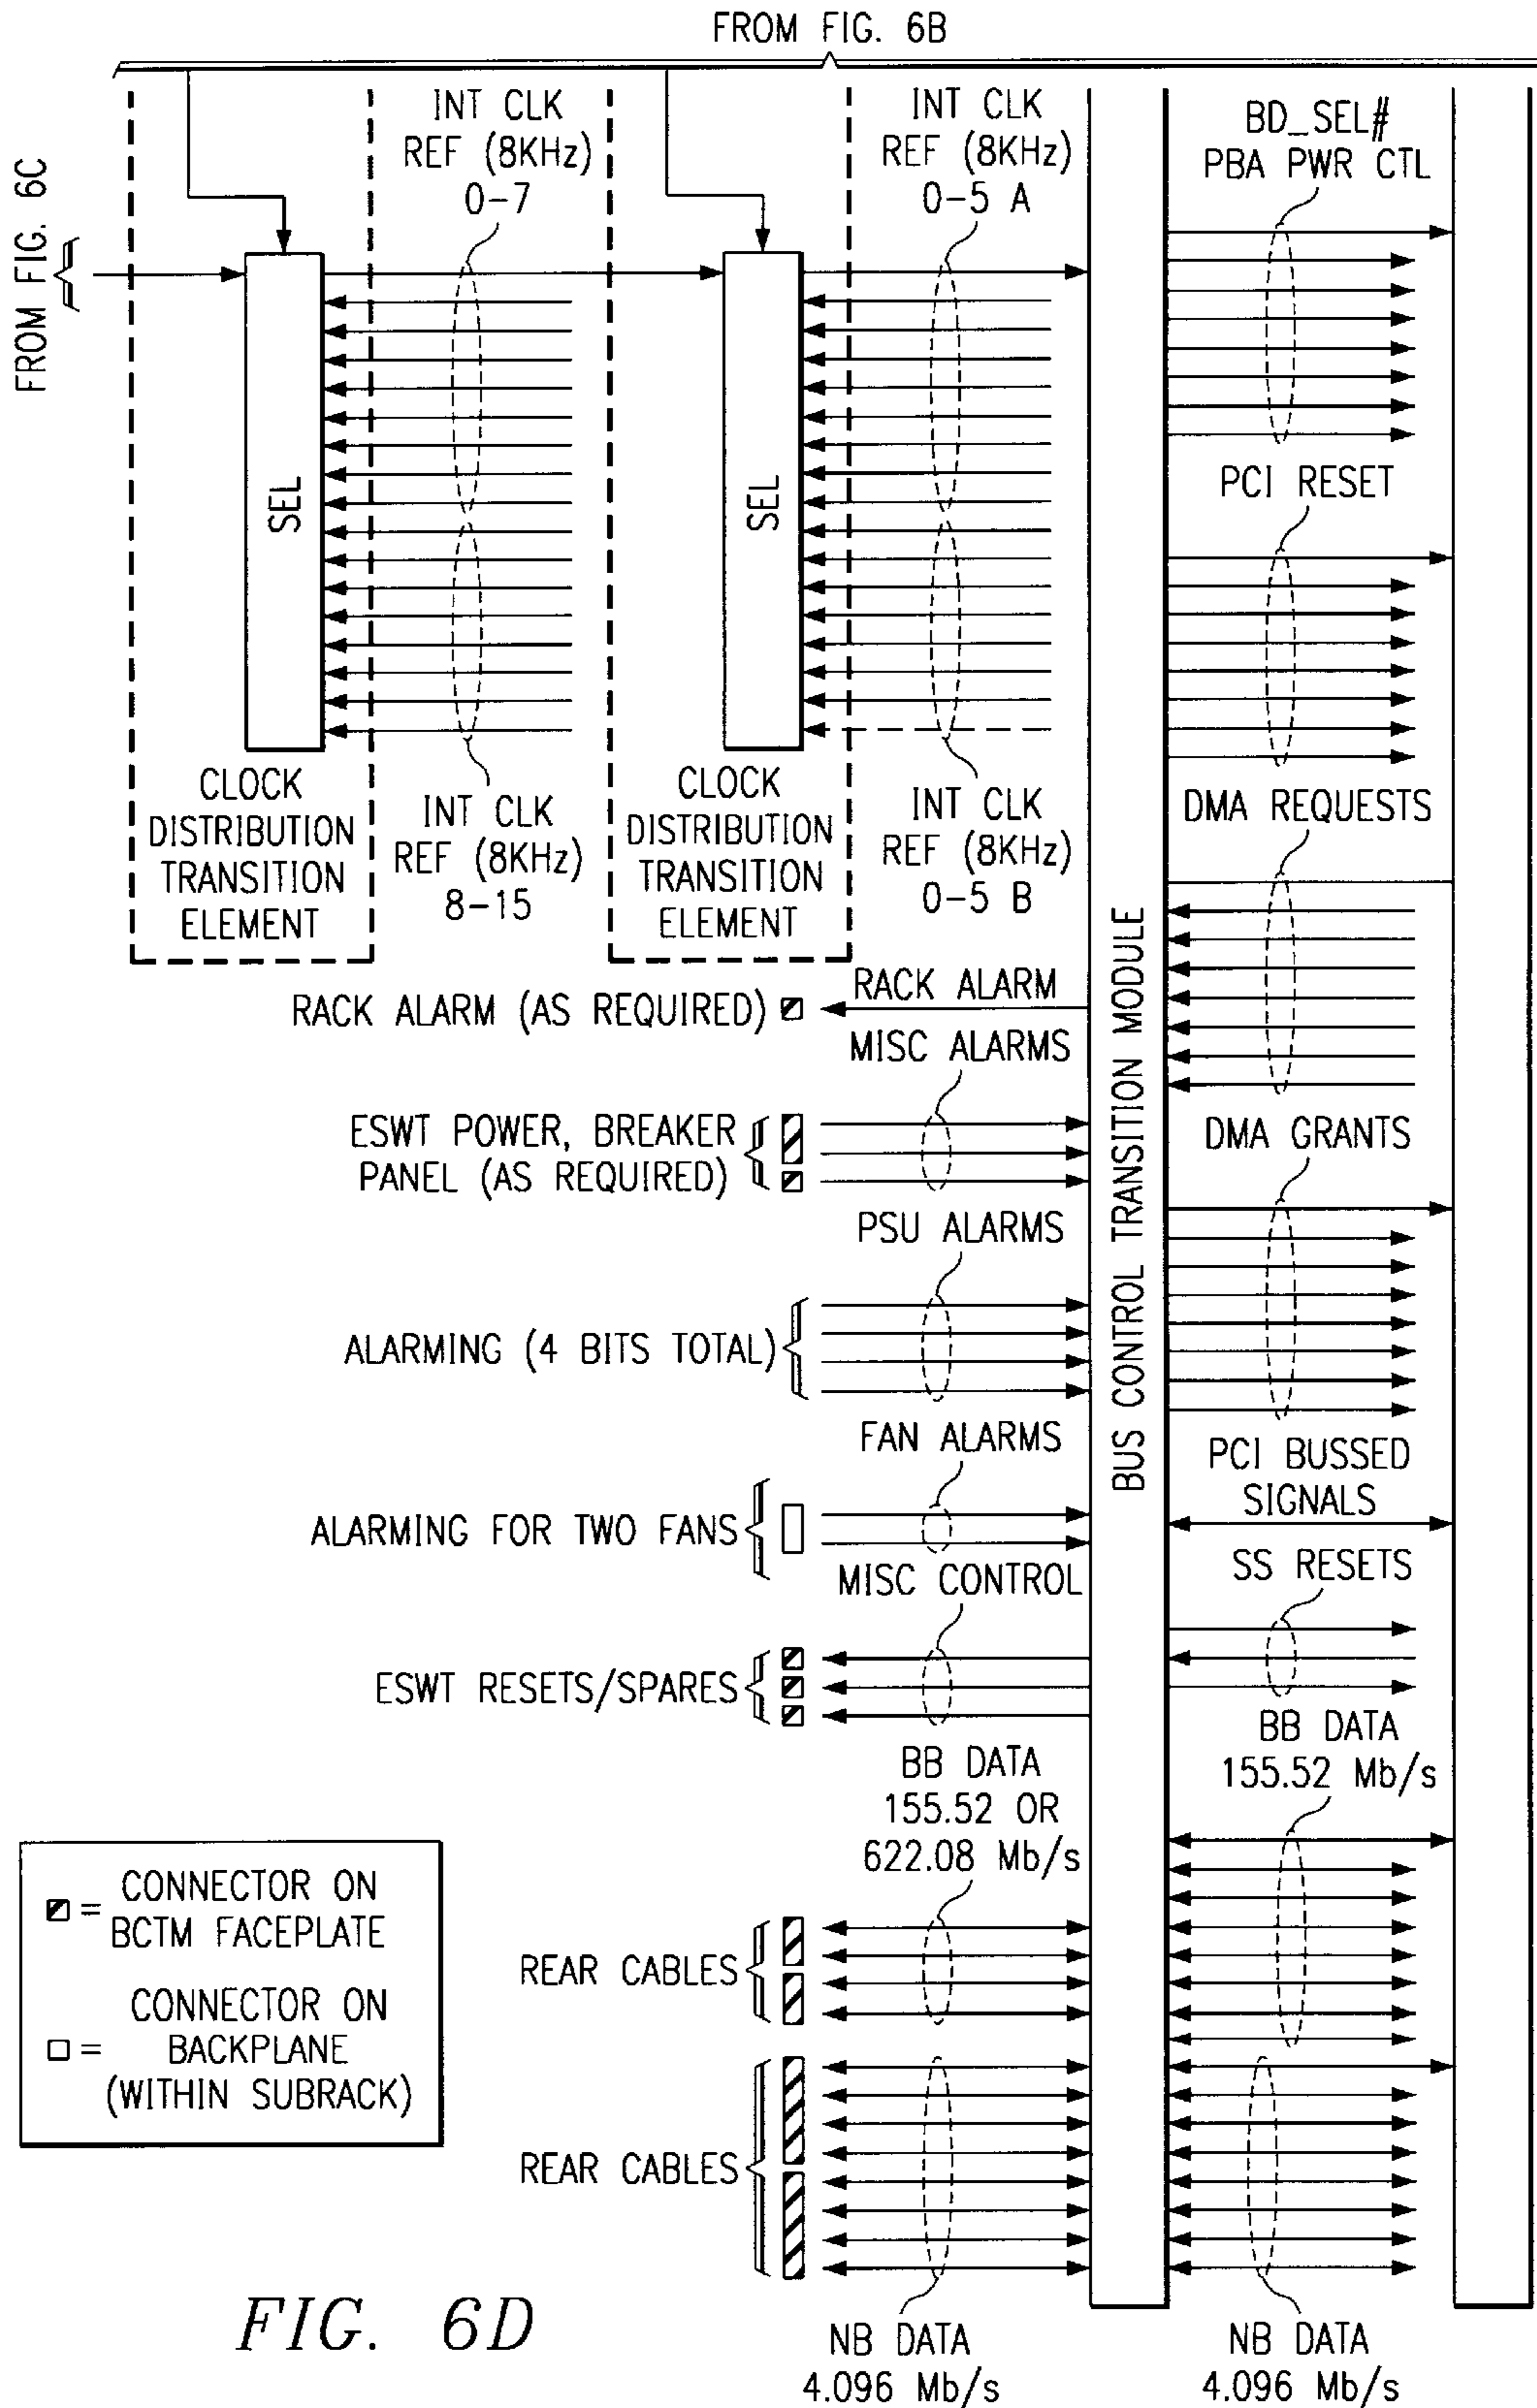 FROM FIG. 6B
FROM FIG. 6C
INT CLK
REF (8KHz)
0-7
INT CLK
REF (8KHz)
0-5 A
BD_SEL#
PBA PWR CTL
SEL
SEL
PCI RESET
CLOCK
DISTRIBUTION
TRANSITION
ELEMENT
INT CLK
REF (8KHz)
8-15
CLOCK
DISTRIBUTION
TRANSITION
ELEMENT
INT CLK
REF (8KHz)
0-5 B
DMA REQUESTS
BUS CONTROL TRANSITION MODULE
RACK ALARM (AS REQUIRED)
RACK ALARM
MISC ALARMS
ESWT POWER, BREAKER
PANEL (AS REQUIRED)
DMA GRANTS
PSU ALARMS
ALARMING (4 BITS TOTAL)
FAN ALARMS
PCI BUSSED
SIGNALS
ALARMING FOR TWO FANS
MISC CONTROL
SS RESETS
ESWT RESETS/SPARES
BB DATA
155.52 OR
622.08 Mb/s
BB DATA
155.52 Mb/s
= CONNECTOR ON
BCTM FACEPLATE
= CONNECTOR ON
BACKPLANE
(WITHIN SUBRACK)
REAR CABLES
REAR CABLES
NB DATA
4.096 Mb/s
NB DATA
4.096 Mb/s
FIG. 6D